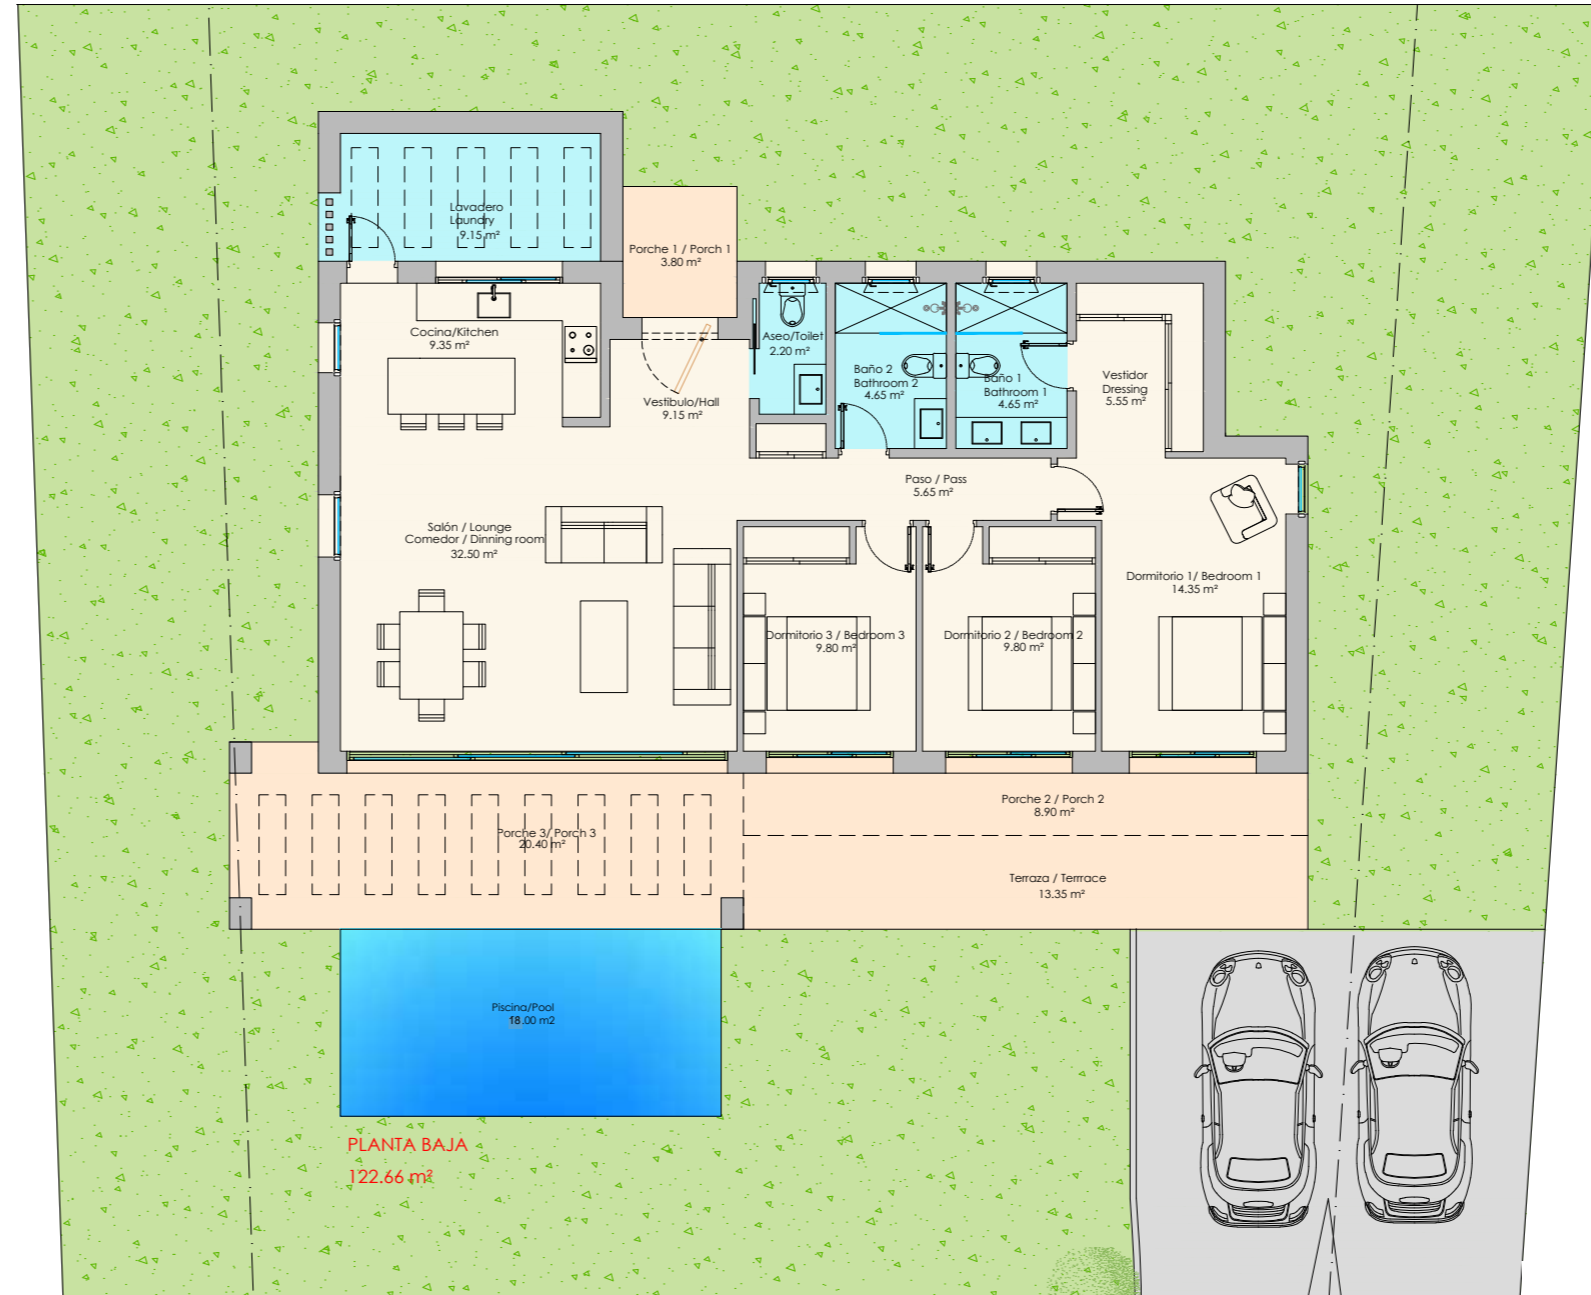 Lavadero
Laundry
9.15 m²
Porche 1 / Porch 1
3.80 m²
Cocina/Kitchen
9.35 m²
Aseo/Toilet
2.20 m²
Vestíbulo/Hall
9.15 m²
Baño 2
Bathroom 2
4.65 m²
Baño 1
Bathroom 1
4.65 m²
Vestidor
Dressing
5.55 m²
Paso / Pass
5.65 m²
Salón / Lounge
Comedor / Dinning room
32.50 m²
Dormitorio 1/ Bedroom 1
14.35 m²
Dormitorio 3 / Bedroom 3
9.80 m²
Dormitorio 2 / Bedroom 2
9.80 m²
Porche 2 / Porch 2
8.90 m²
Porche 3/ Porch 3
20.40 m²
Terraza / Terrrace
13.35 m²
Piscina/Pool
18.00 m2
PLANTA BAJA
122.66 m²